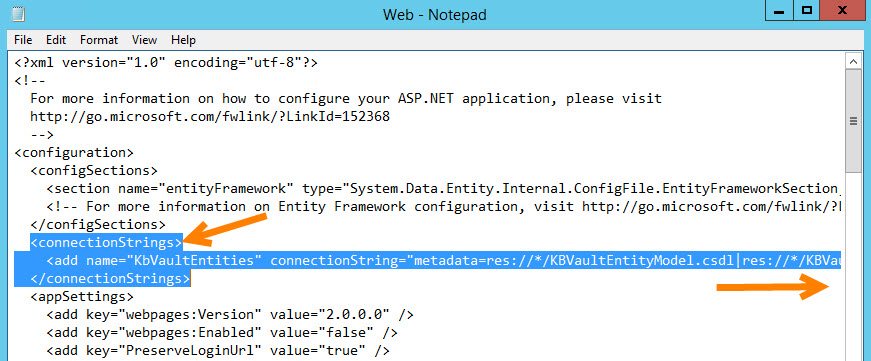 Web - Notepad
File Edit Format View Help
<?xml version="1.0" encoding="utf-8"?>
<!--
For more information on how to configure your ASP.NET application, please visit
http://go.microsoft.com/fwlink/?LinkId=152368
-->
<configuration>
<configSections>
<section name="entityFramework" type="System.Data.Entity.Internal.ConfigFile.EntityFrameworkSection,
<!-- For more information on Entity Framework configuration, visit http://go.microsoft.com/fwlink/?
</configSections>
<connectionStrings>
<add name="KbVaultEntities" connectionString="metadata=res://*/KBVaultEntityModel.csdl|res://*/KBVau
</connectionStrings>
<appSettings>
<add key="webpages:Version" value="2.0.0.0" />
<add key="webpages:Enabled" value="false" />
<add key="PreserveLoginUrl" value="true" />